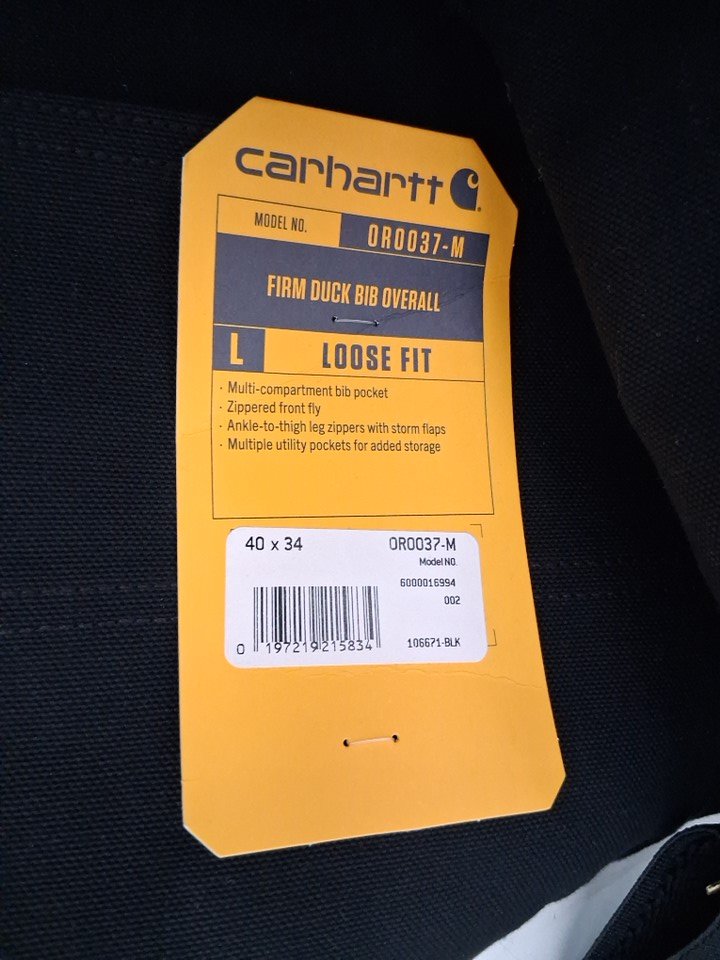 carhartt
MODEL NO.
OR0037-M
FIRM DUCK BIB OVERALL
L
LOOSE FIT
· Multi-compartment bib pocket
· Zippered front fly
· Ankle-to-thigh leg zippers with storm flaps
· Multiple utility pockets for added storage
40 x 34
OR0037-M
Model NO.
6000016994
002
0 197219215834
106671-BLK